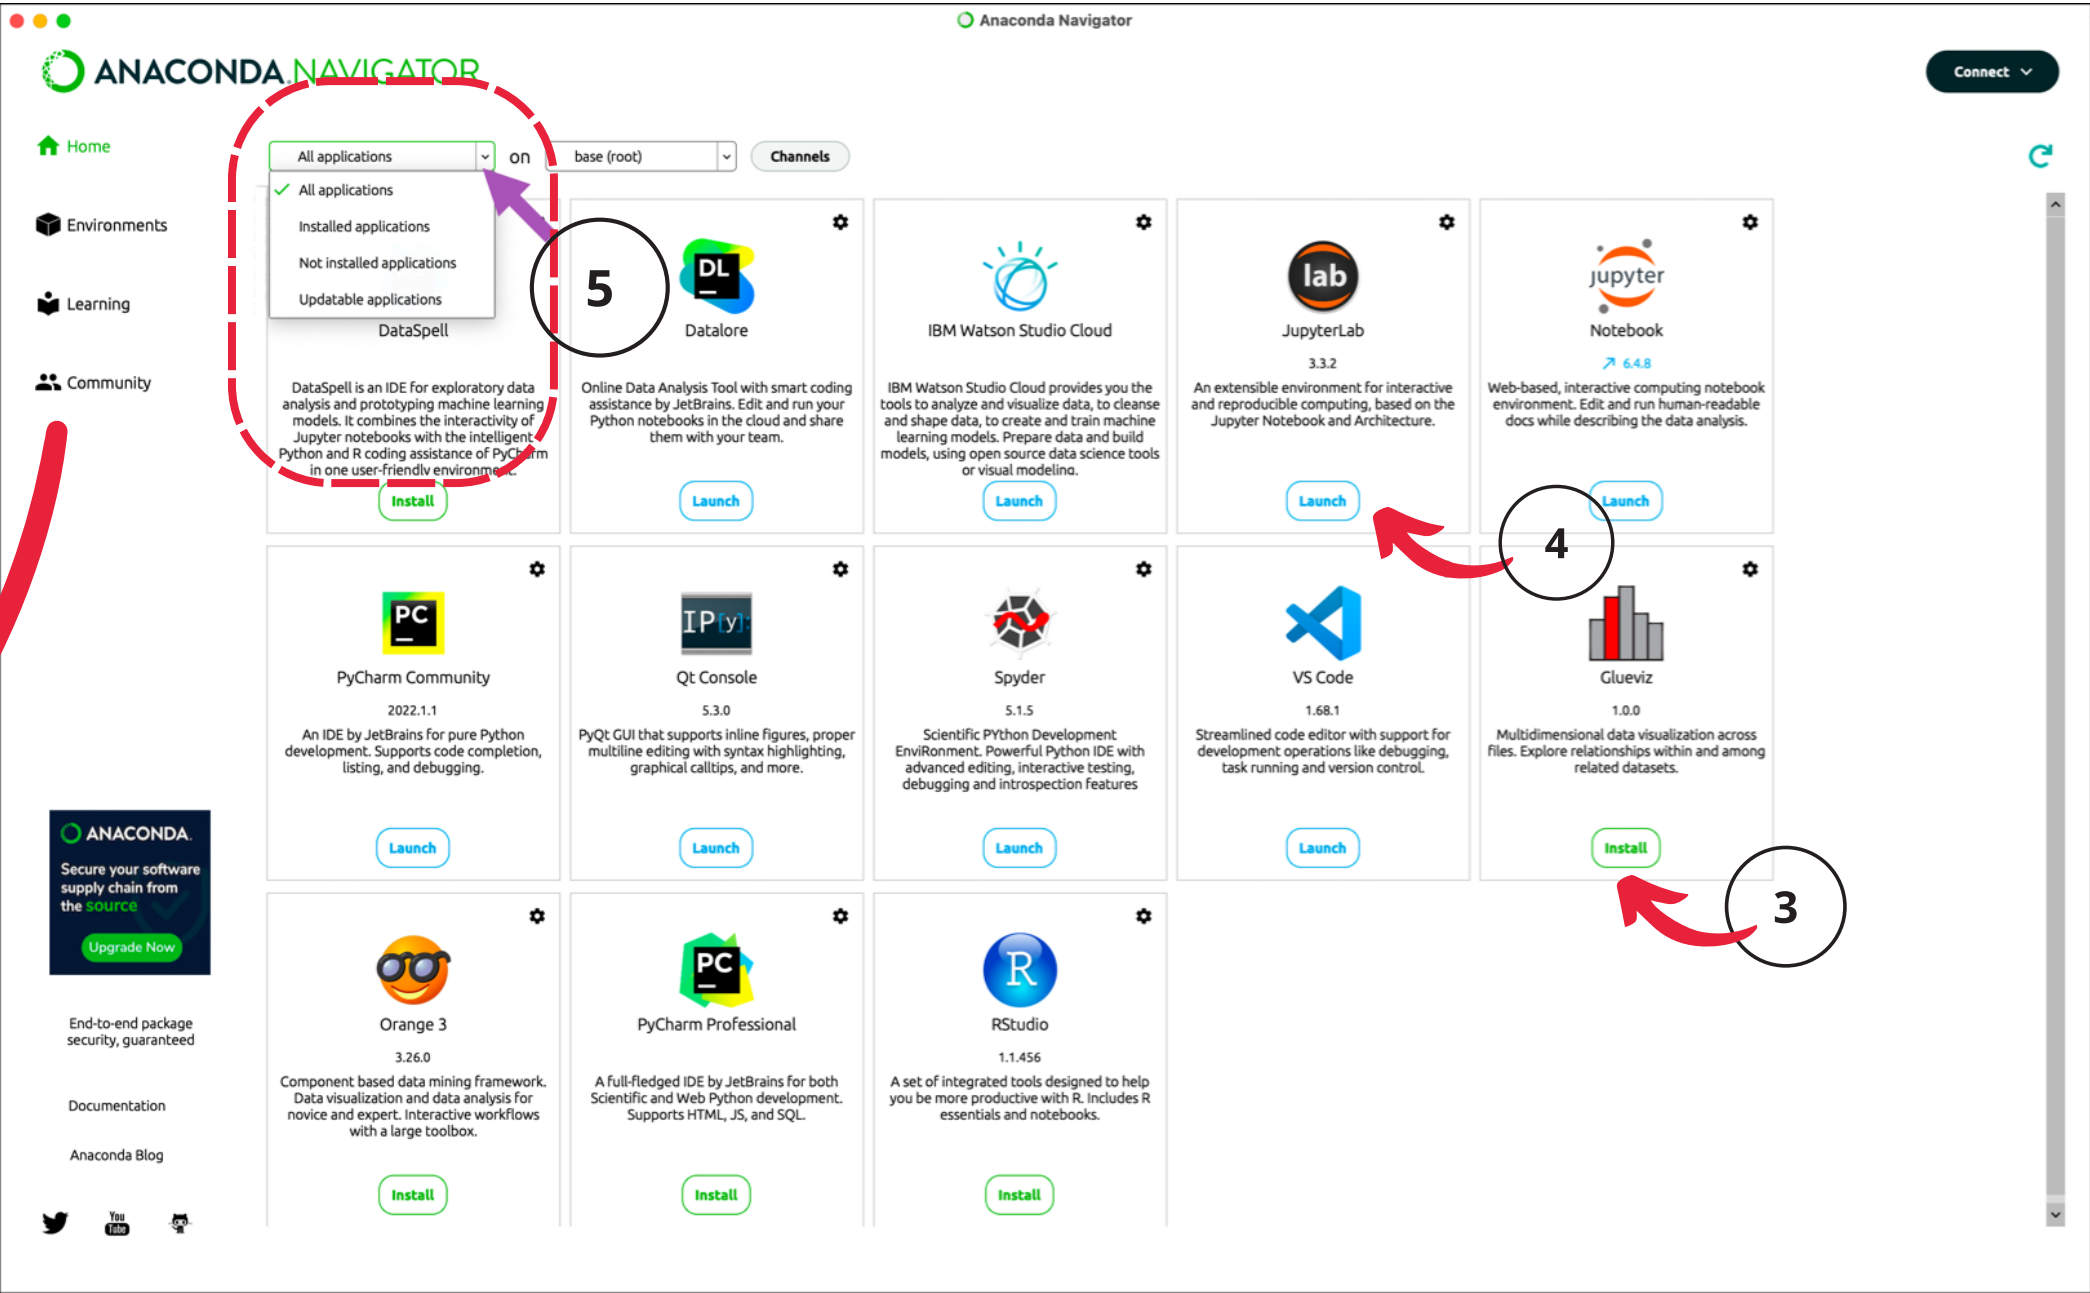 Anaconda Navigator
ANACONDA.NAVIGATOR
Connect
Home
Environments
Learning
Community
All applications
on
base (root)
Channels
All applications
Installed applications
Not installed applications
Updatable applications
5
DataSpell
DataSpell is an IDE for exploratory data
analysis and prototyping machine learning
models. It combines the interactivity of
Jupyter notebooks with the intelligent
Python and R coding assistance of PyCharm
in one user-friendly environment.
Install
DL
Datalore
Online Data Analysis Tool with smart coding
assistance by JetBrains. Edit and run your
Python notebooks in the cloud and share
them with your team.
Launch
IBM Watson Studio Cloud
IBM Watson Studio Cloud provides you the
tools to analyze and visualize data, to cleanse
and shape data, to create and train machine
learning models. Prepare data and build
models, using open source data science tools
or visual modeling.
Launch
lab
JupyterLab
3.3.2
An extensible environment for interactive
and reproducible computing, based on the
Jupyter Notebook and Architecture.
Launch
4
jupyter
Notebook
6.4.8
Web-based, interactive computing notebook
environment. Edit and run human-readable
docs while describing the data analysis.
Launch
PC
PyCharm Community
2022.1.1
An IDE by JetBrains for pure Python
development. Supports code completion,
listing, and debugging.
Launch
IP[y]:
Qt Console
5.3.0
PyQt GUI that supports inline figures, proper
multiline editing with syntax highlighting,
graphical calltips, and more.
Launch
Spyder
5.1.5
Scientific PYthon Development
EnviRonment. Powerful Python IDE with
advanced editing, interactive testing,
debugging and introspection features
Launch
VS Code
1.68.1
Streamlined code editor with support for
development operations like debugging,
task running and version control.
Launch
Glueviz
1.0.0
Multidimensional data visualization across
files. Explore relationships within and among
related datasets.
Install
3
Orange 3
3.26.0
Component based data mining framework.
Data visualization and data analysis for
novice and expert. Interactive workflows
with a large toolbox.
Install
PC
PyCharm Professional
A full-fledged IDE by JetBrains for both
Scientific and Web Python development.
Supports HTML, JS, and SQL.
Install
R
RStudio
1.1.456
A set of integrated tools designed to help
you be more productive with R. Includes R
essentials and notebooks.
Install
ANACONDA.
Secure your software
supply chain from
the source
Upgrade Now
End-to-end package
security, guaranteed
Documentation
Anaconda Blog
You
Tube